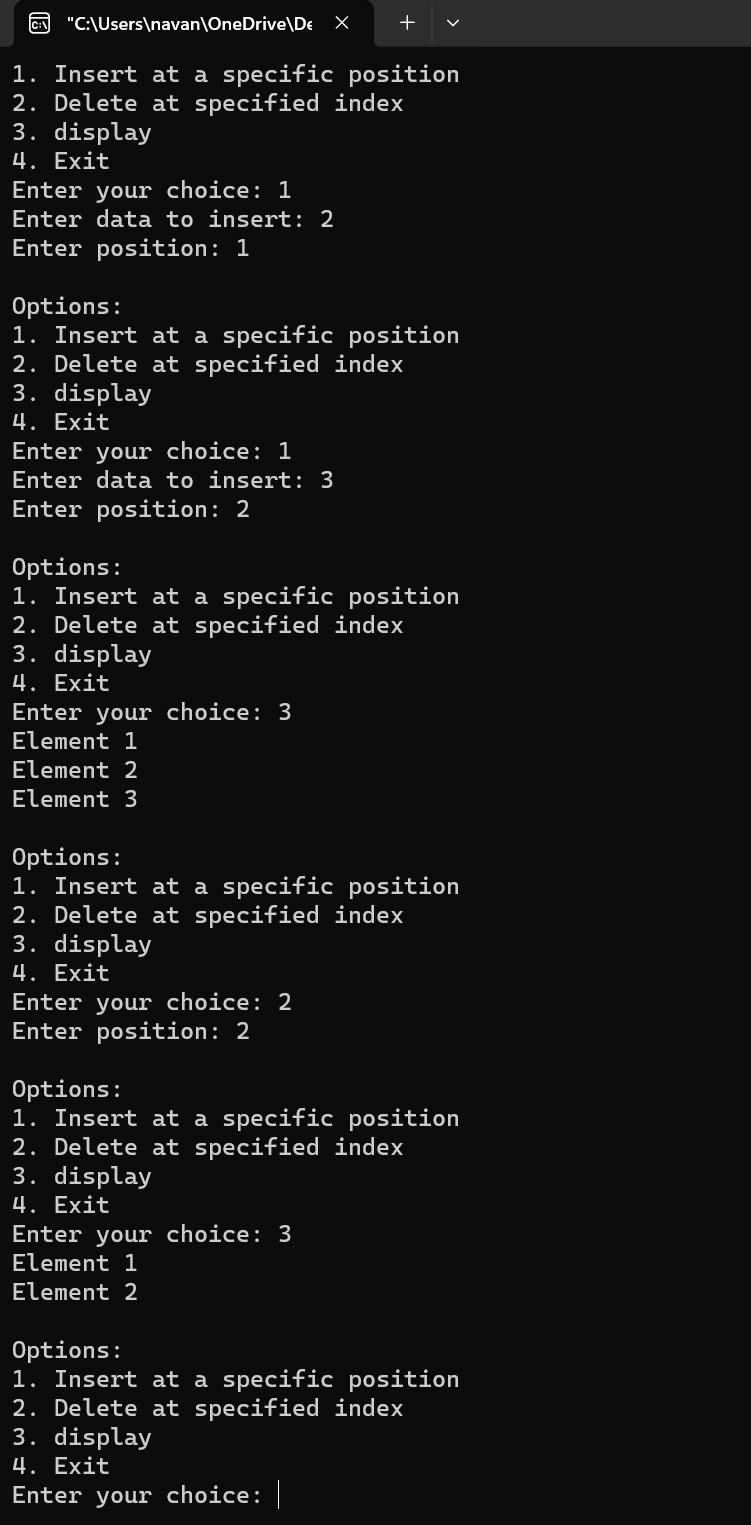 "C:\Users\navan\OneDrive\De
1. Insert at a specific position
2. Delete at specified index
3. display
4. Exit
Enter your choice: 1
Enter data to insert: 2
Enter position: 1
Options:
1. Insert at a specific position
2. Delete at specified index
3. display
4. Exit
Enter your choice: 1
Enter data to insert: 3
Enter position: 2
Options:
1. Insert at a specific position
2. Delete at specified index
3. display
4. Exit
Enter your choice: 3
Element 1
Element 2
Element 3
Options:
1. Insert at a specific position
2. Delete at specified index
3. display
4. Exit
Enter your choice: 2
Enter position: 2
Options:
1. Insert at a specific position
2. Delete at specified index
3. display
4. Exit
Enter your choice: 3
Element 1
Element 2
Options:
1. Insert at a specific position
2. Delete at specified index
3. display
4. Exit
Enter your choice: